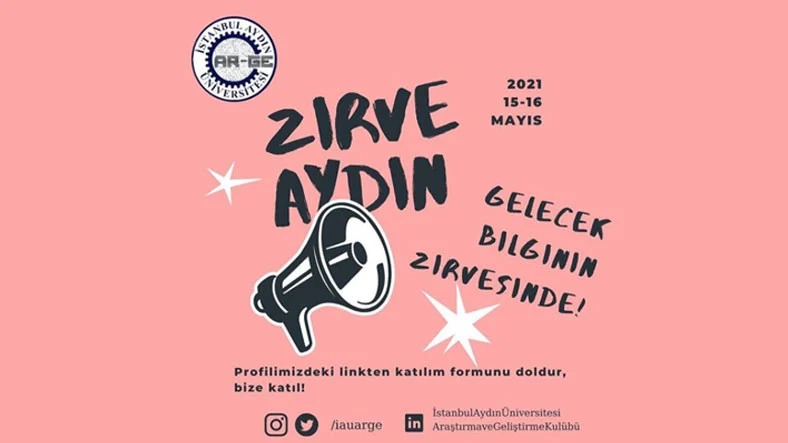 İSTANBUL AYDIN
AR-GE
ÜNİVERSİTESİ
2021
15-16
MAYIS
ZIRVE
AYDIN
GELECEK
BILGININ
ZIRVESINDE!
Profilimizdeki linkten katılım formunu doldur,
bize katıl!
/iauarge
in
İstanbulAydınÜniversitesi
AraştırmaveGeliştirmeKulübü